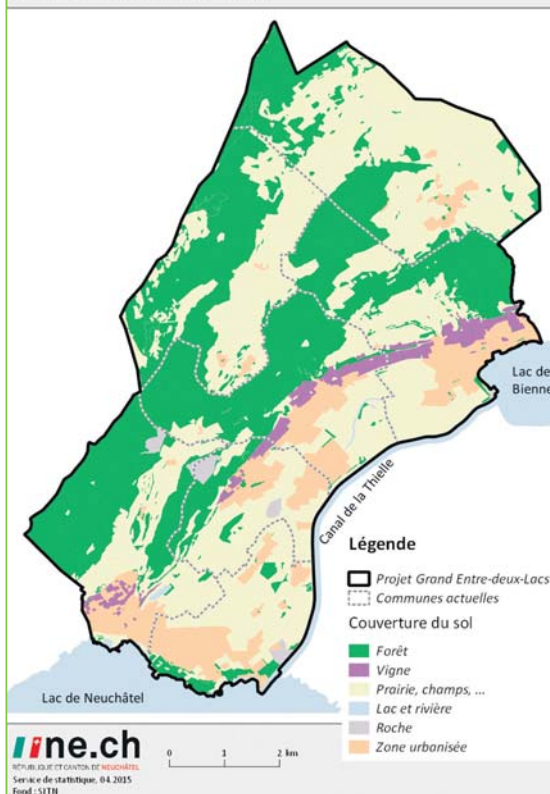 Lac de
Bienne
Canal de la Thielle
Légende
Projet Grand Entre-deux-Lacs
Communes actuelles
Couverture du sol
Forêt
Vigne
Prairie, champs, ...
Lac et rivière
Roche
Zone urbanisée
Lac de Neuchâtel
ne.ch
RÉPUBLIQUE ET CANTON DE NEUCHÂTEL
0 1 2 km
Service de statistique, 04.2015
Fond : SITN